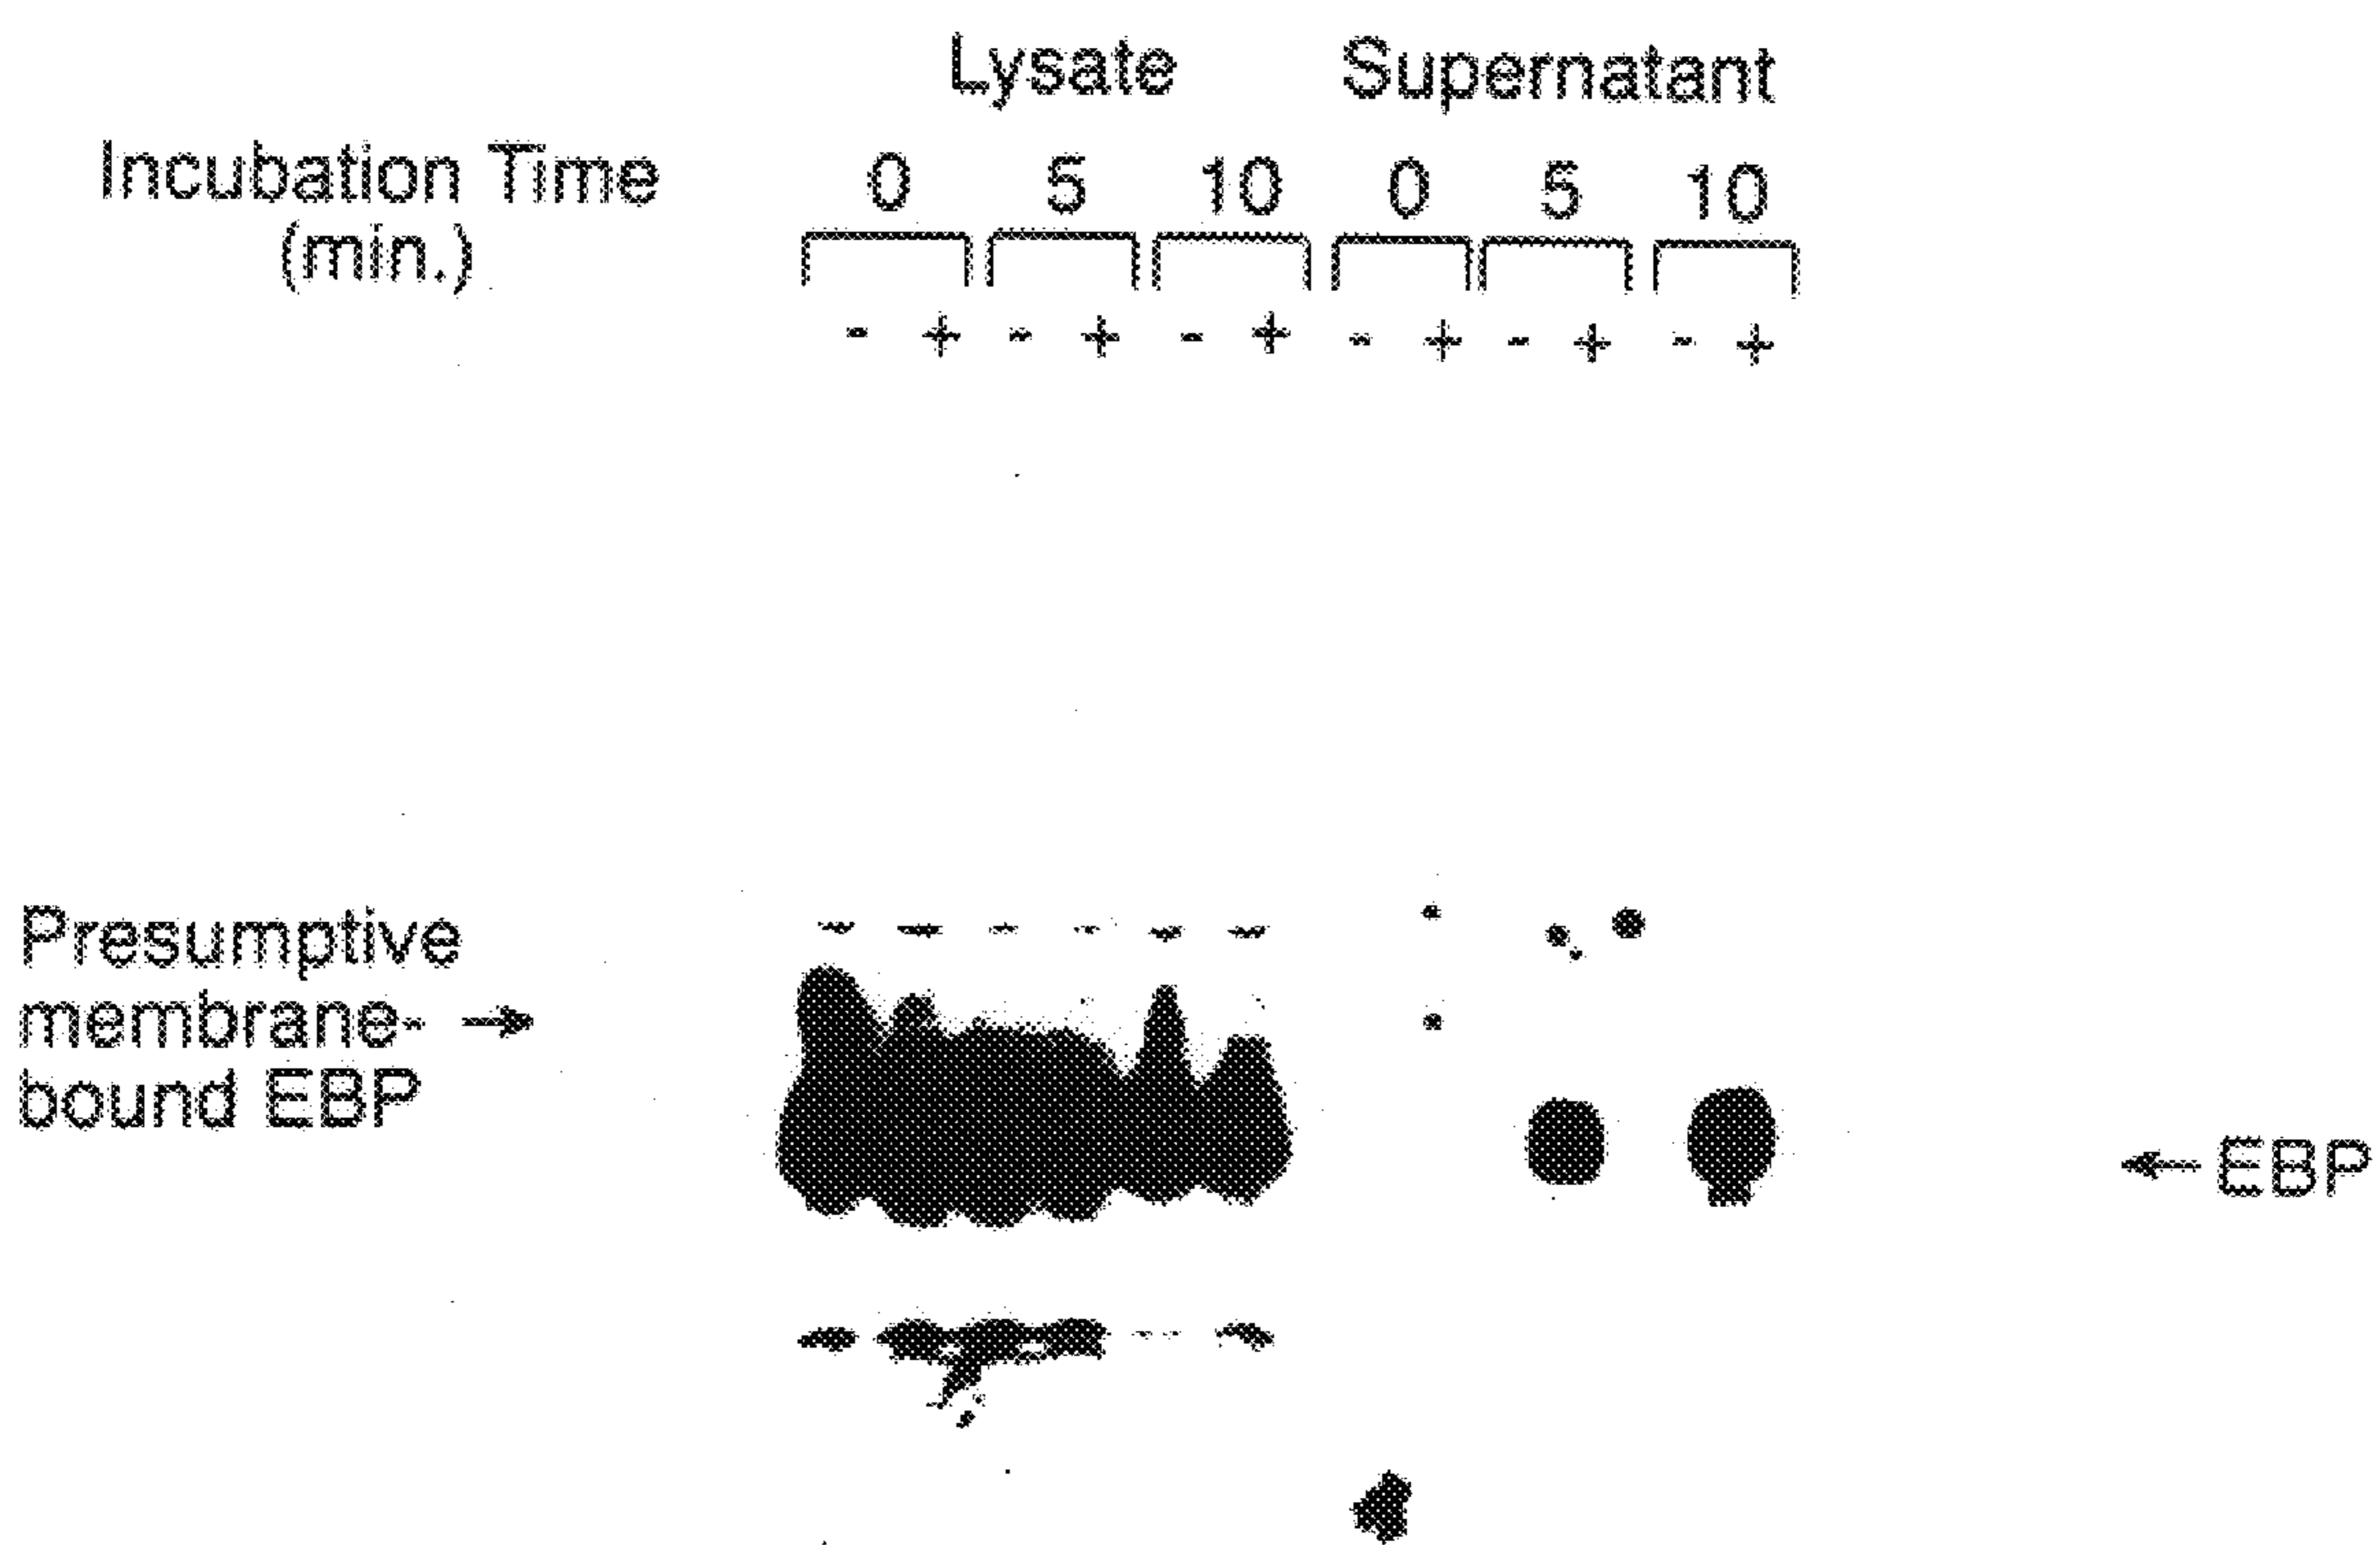 Lysate Supernatant
Incubation Time 0 5 10 0 5 10
(min.)
- + - + - + - + - + - +
Presumptive
membrane- →
bound EBP
← EBP